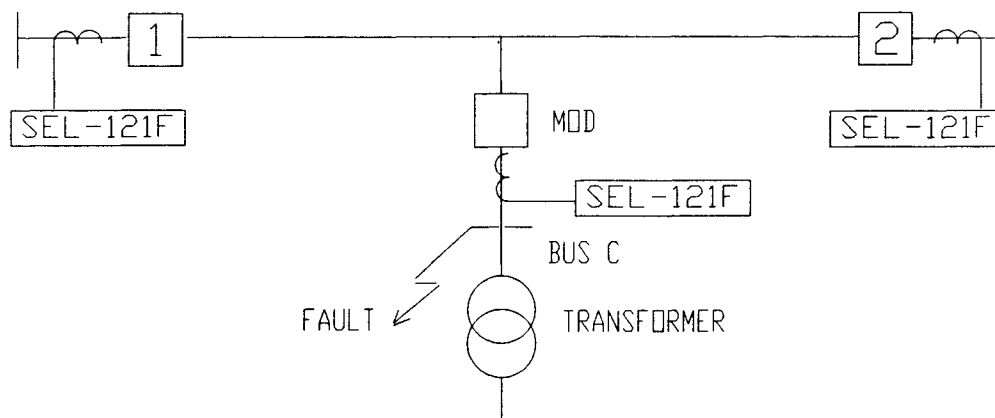 1
2
SEL-121F
SEL-121F
MOD
SEL-121F
BUS C
FAULT
TRANSFORMER